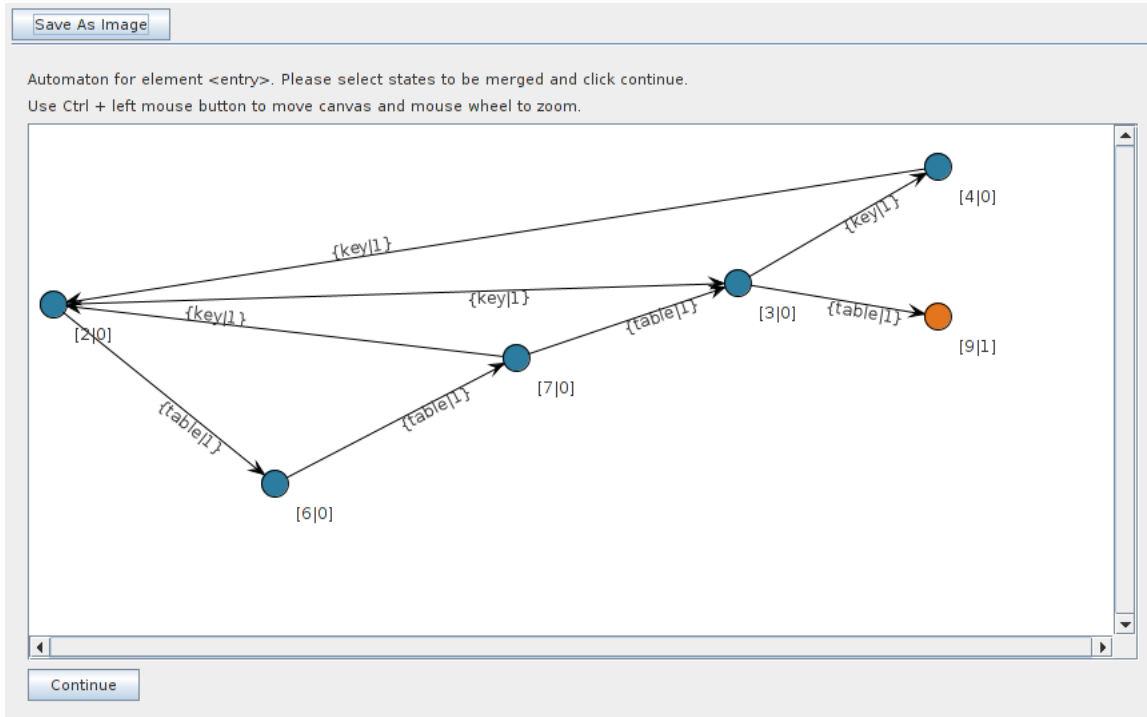 Save As Image
Automaton for element <entry>. Please select states to be merged and click continue.
Use Ctrl + left mouse button to move canvas and mouse wheel to zoom.
[4|0]
{key|1}
{key|1}
{key|1}
{key|1}
{table|1}
{table|1}
[3|0]
[2|0]
[9|1]
[7|0]
{table|1}
{table|1}
[6|0]
Continue